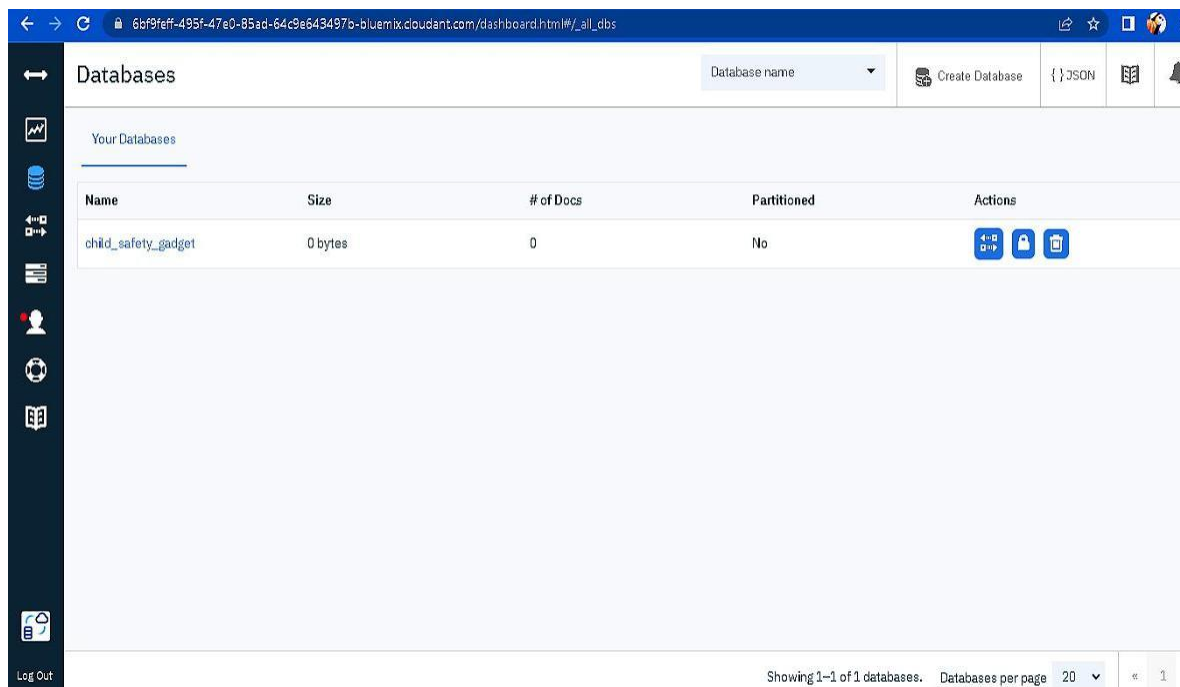 6bf9feff-495f-47e0-85ad-64c9e643497b-bluemix.cloudant.com/dashboard.html#/_all_dbs
Databases
Database name
Create Database
{ } JSON
Your Databases
Name Size # of Docs Partitioned Actions
child_safety_gadget 0 bytes 0 No
Log Out
Showing 1–1 of 1 databases. Databases per page 20 « 1